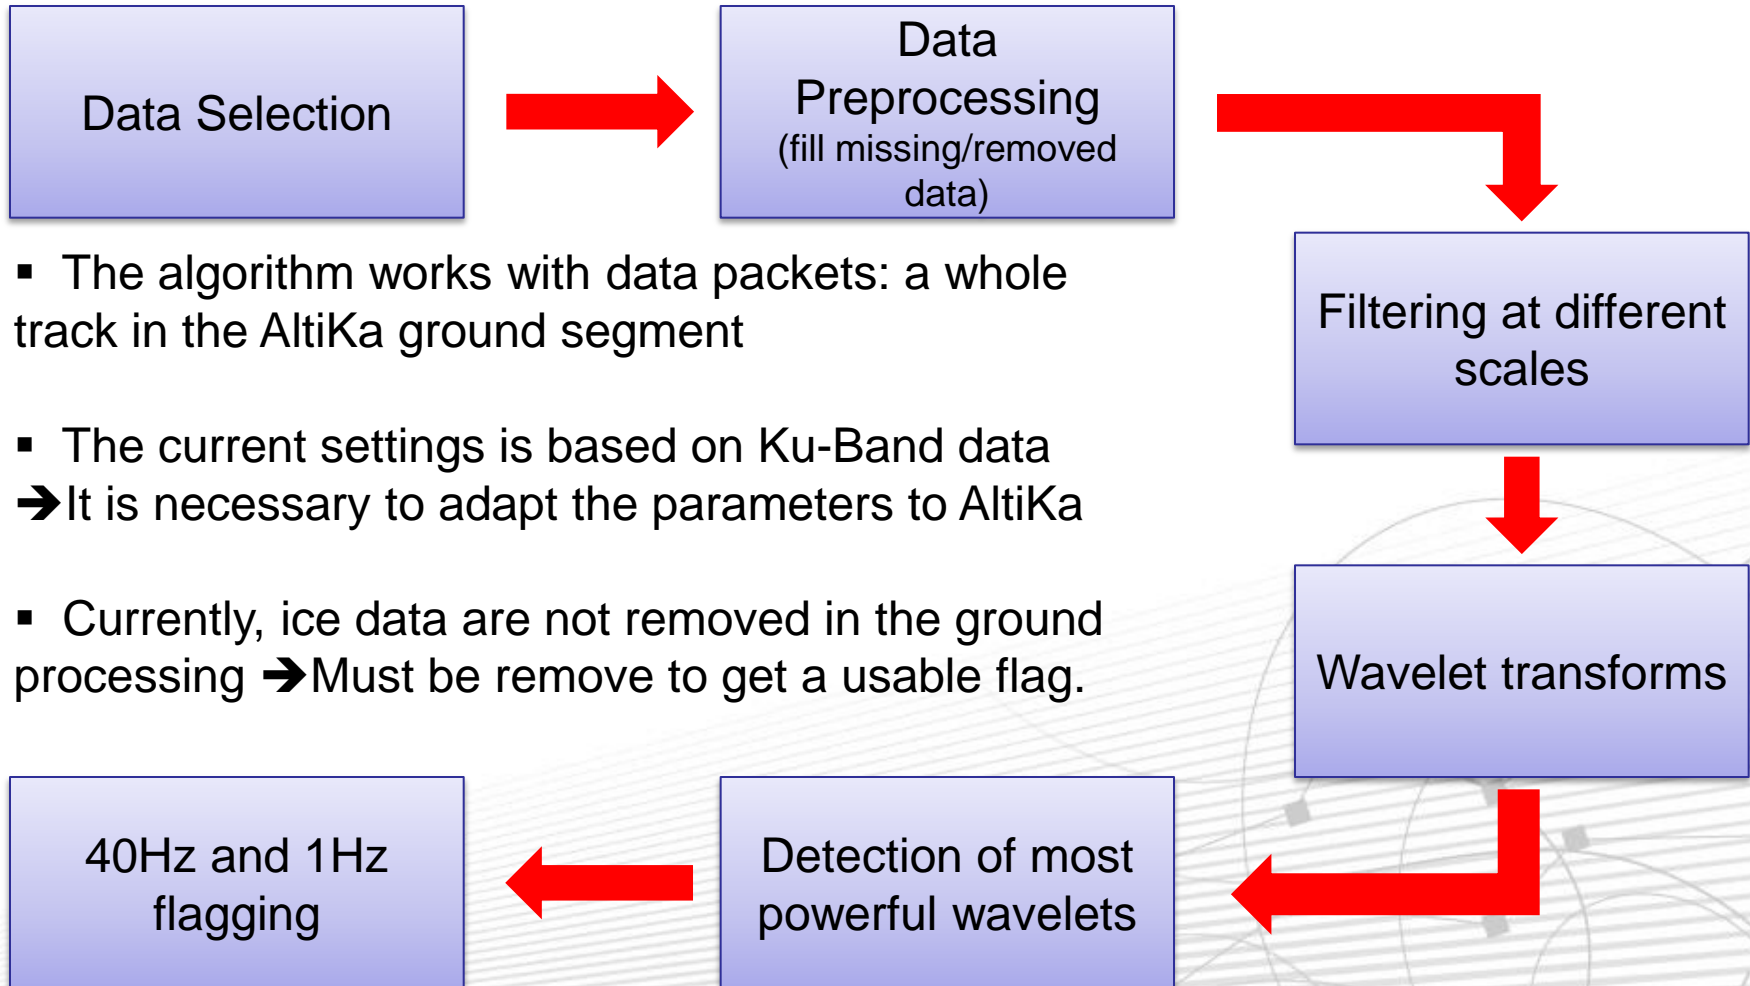 Data Selection
Data
Preprocessing
(fill missing/removed
data)
▪ The algorithm works with data packets: a whole
track in the AltiKa ground segment
▪ The current settings is based on Ku-Band data
➔It is necessary to adapt the parameters to AltiKa
▪ Currently, ice data are not removed in the ground
processing ➔Must be remove to get a usable flag.
Filtering at different
scales
Wavelet transforms
Detection of most
powerful wavelets
40Hz and 1Hz
flagging